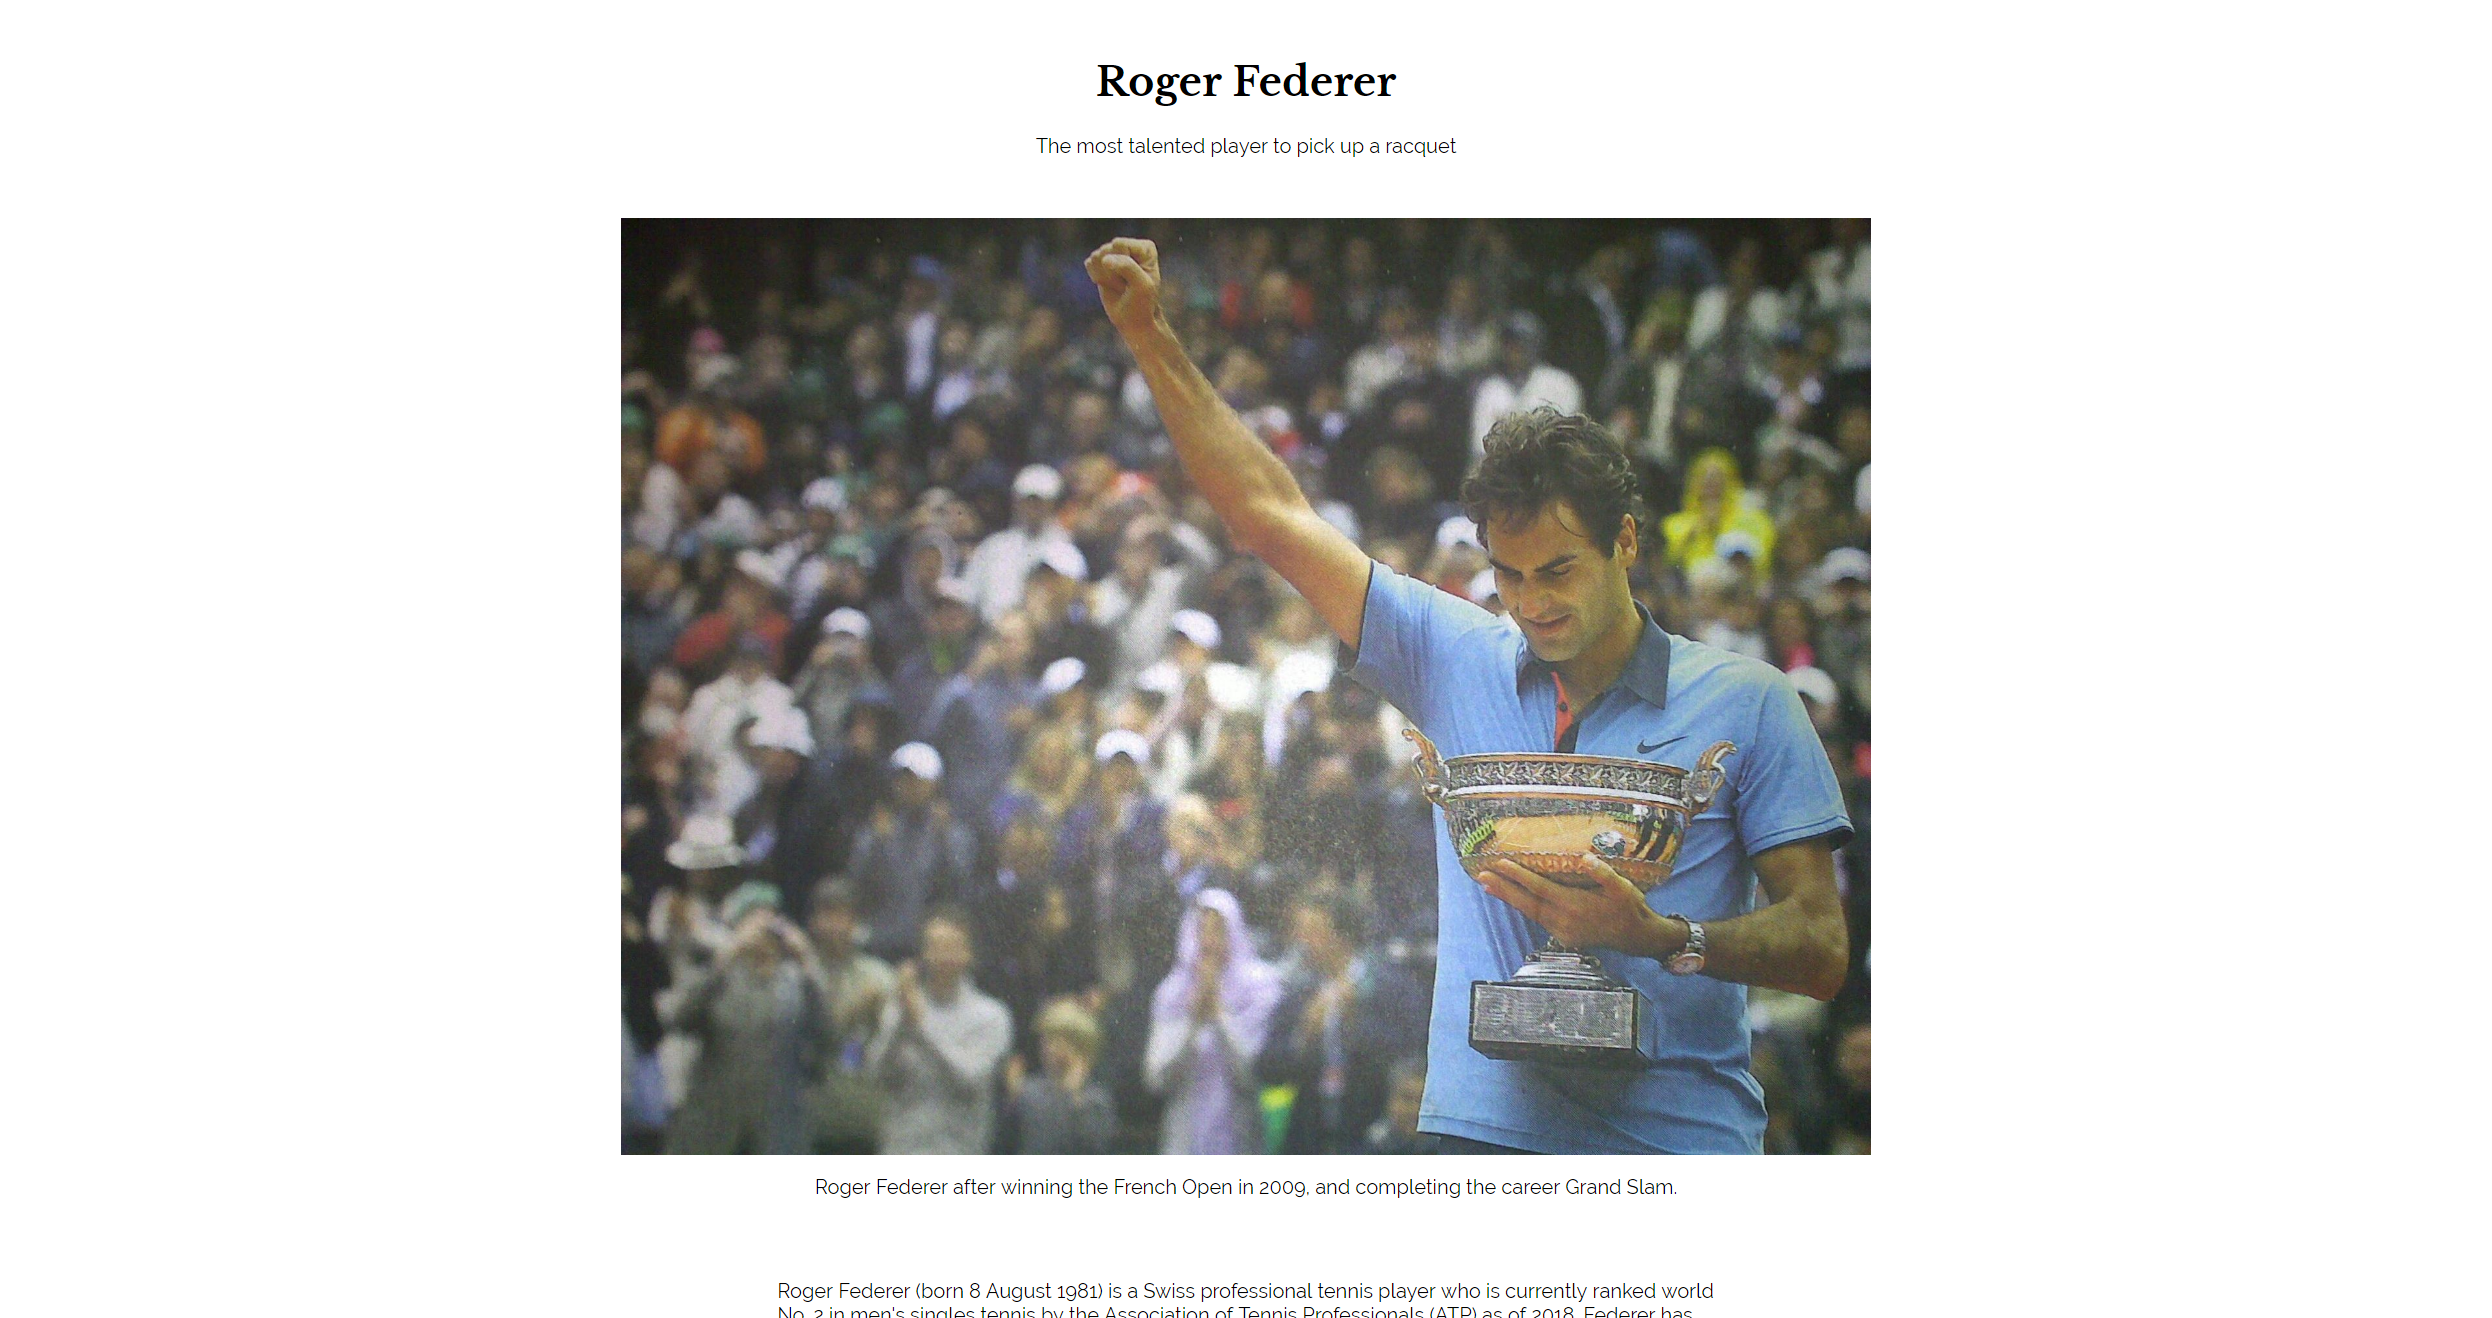 Roger Federer
The most talented player to pick up a racquet
Roger Federer after winning the French Open in 2009, and completing the career Grand Slam.
Roger Federer (born 8 August 1981) is a Swiss professional tennis player who is currently ranked world
No. 2 in men's singles tennis by the Association of Tennis Professionals (ATP) as of 2018. Federer has